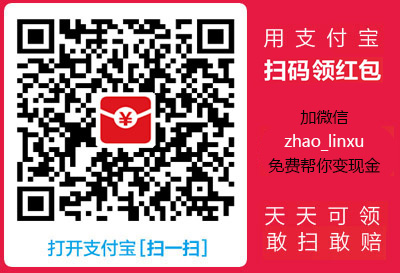 用支付宝
扫码领红包
加微信
zhao_linxu
免费帮你变现金
天天可领
敢扫敢赔
打开支付宝[扫一扫]